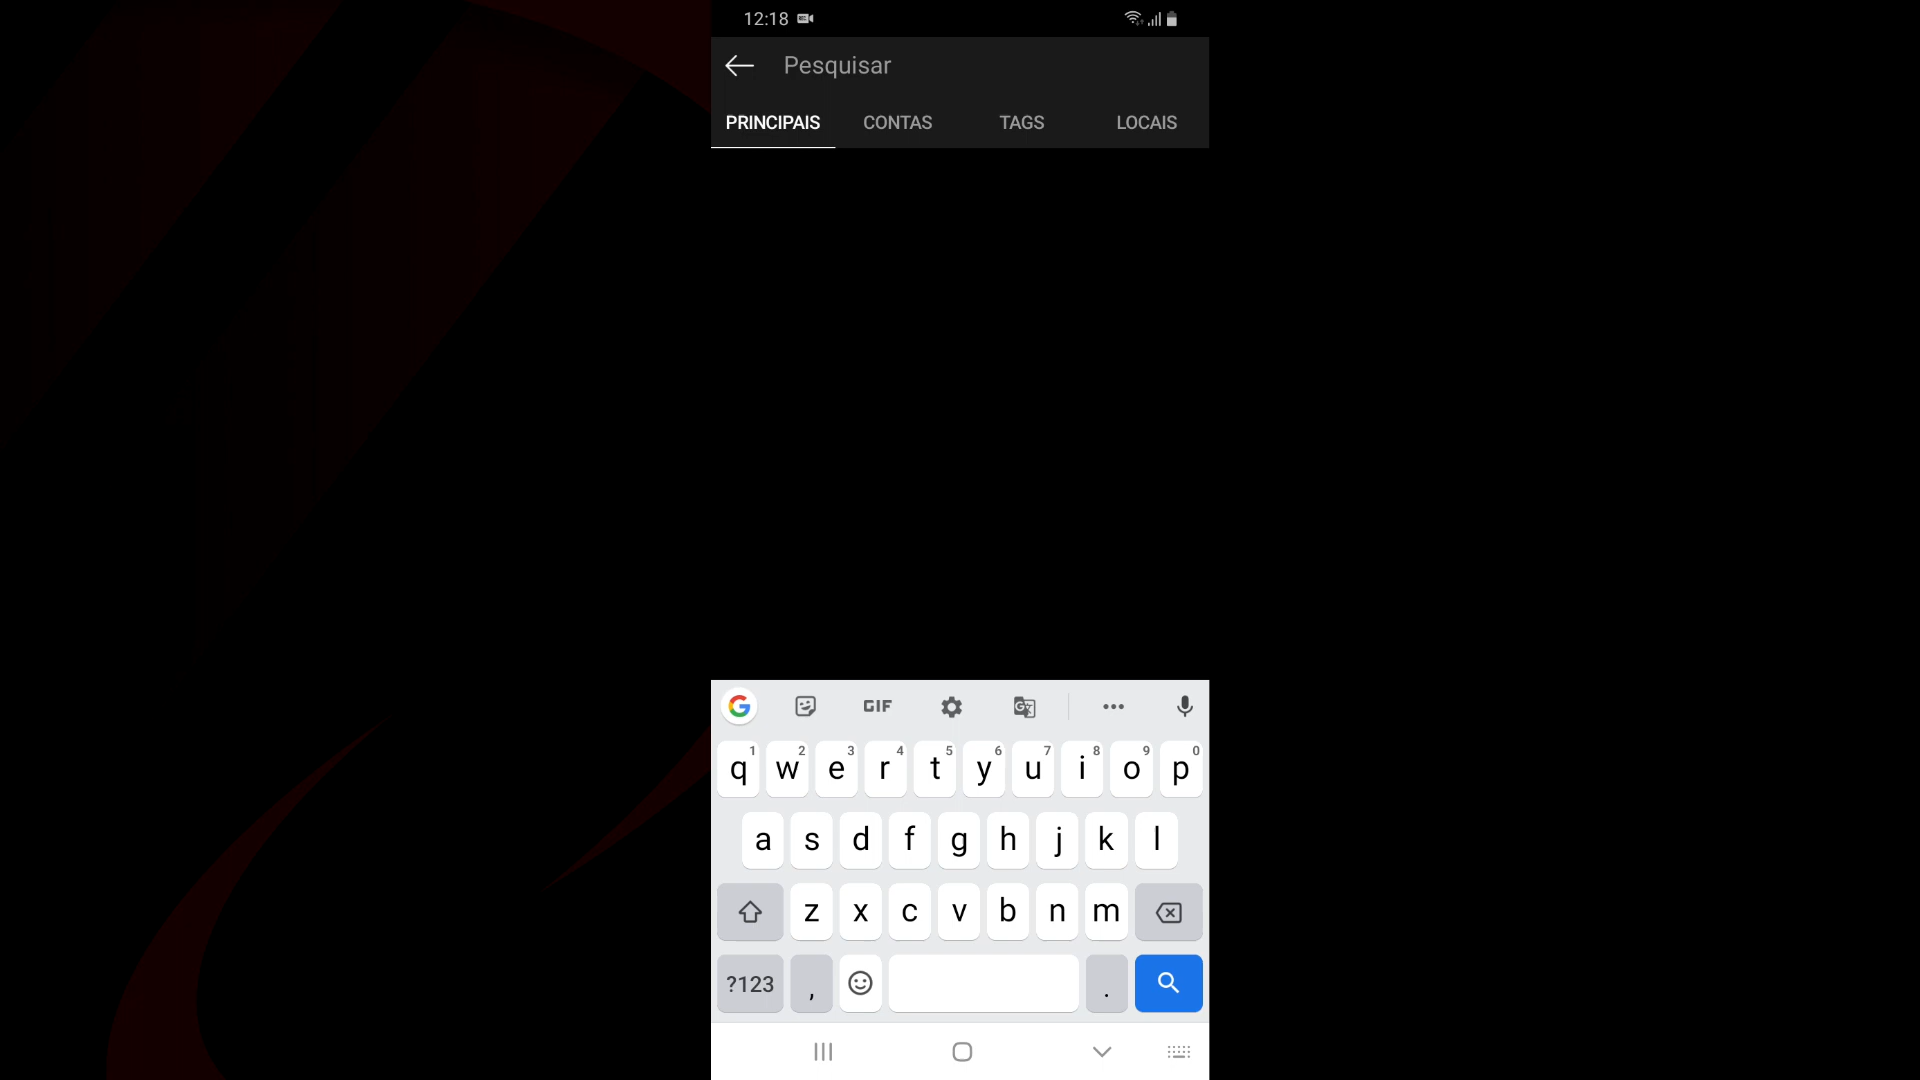 12:18
Pesquisar
PRINCIPAIS CONTAS TAGS LOCAIS
G GIF G
1 2 3 4 5 6 7 8 9 0
q w e r t y u i o p
a s d f g h j k l
z x c v b n m
?123 , .